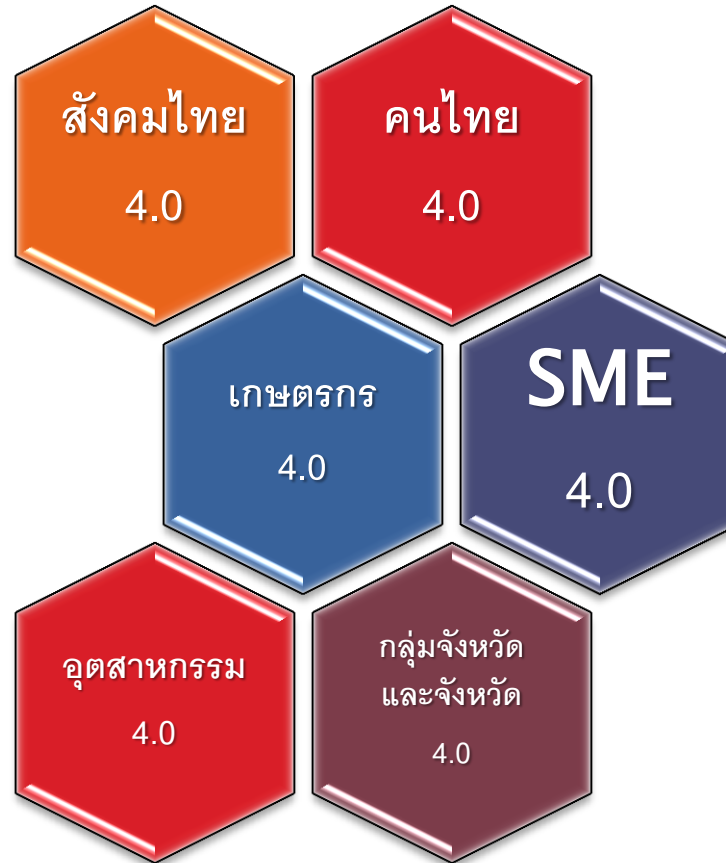 สังคมไทย
4.0
คนไทย
4.0
เกษตรกร
4.0
SME
4.0
อุตสาหกรรม
4.0
กลุ่มจังหวัด
และจังหวัด
4.0